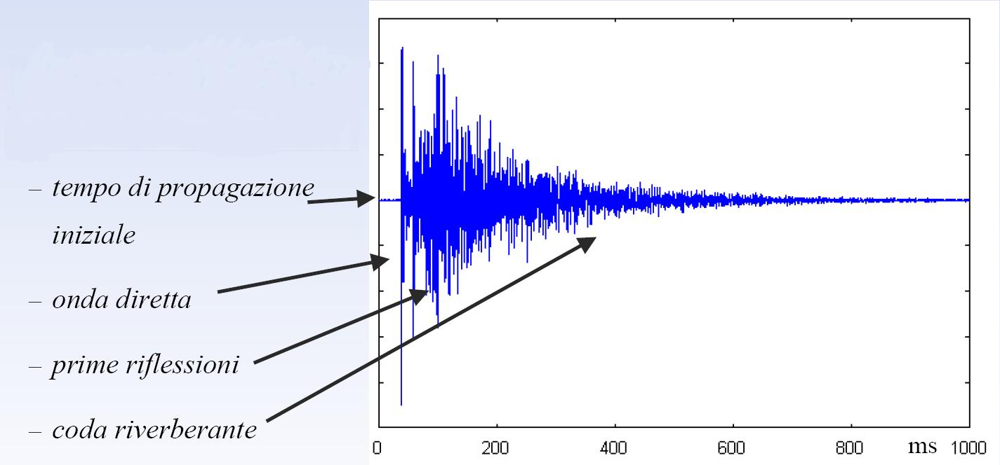 – tempo di propagazione
iniziale
– onda diretta
– prime riflessioni
– coda riverberante
0 200 400 600 800 ms 1000